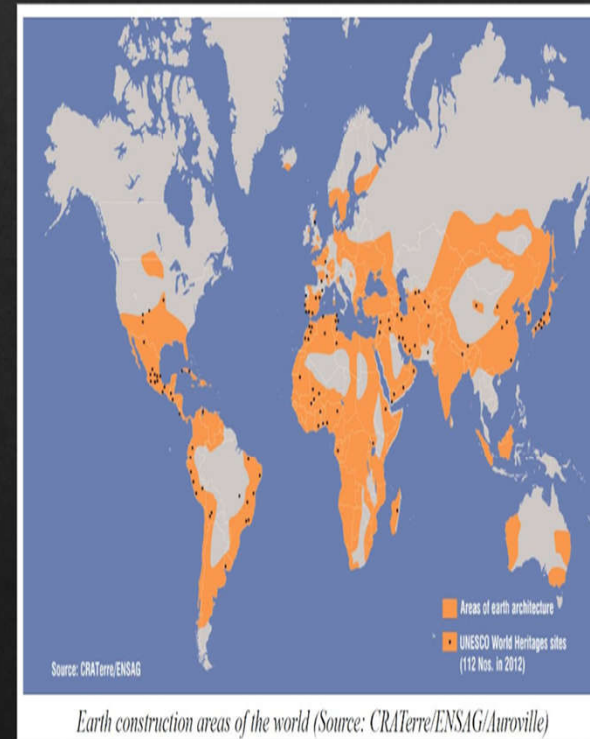 Areas of earth architecture
UNESCO World Heritages sites
(112 Nos. in 2012)
Source: CRATerre/ENSAG
Earth construction areas of the world (Source: CRATerre/ENSAG/Auroville)